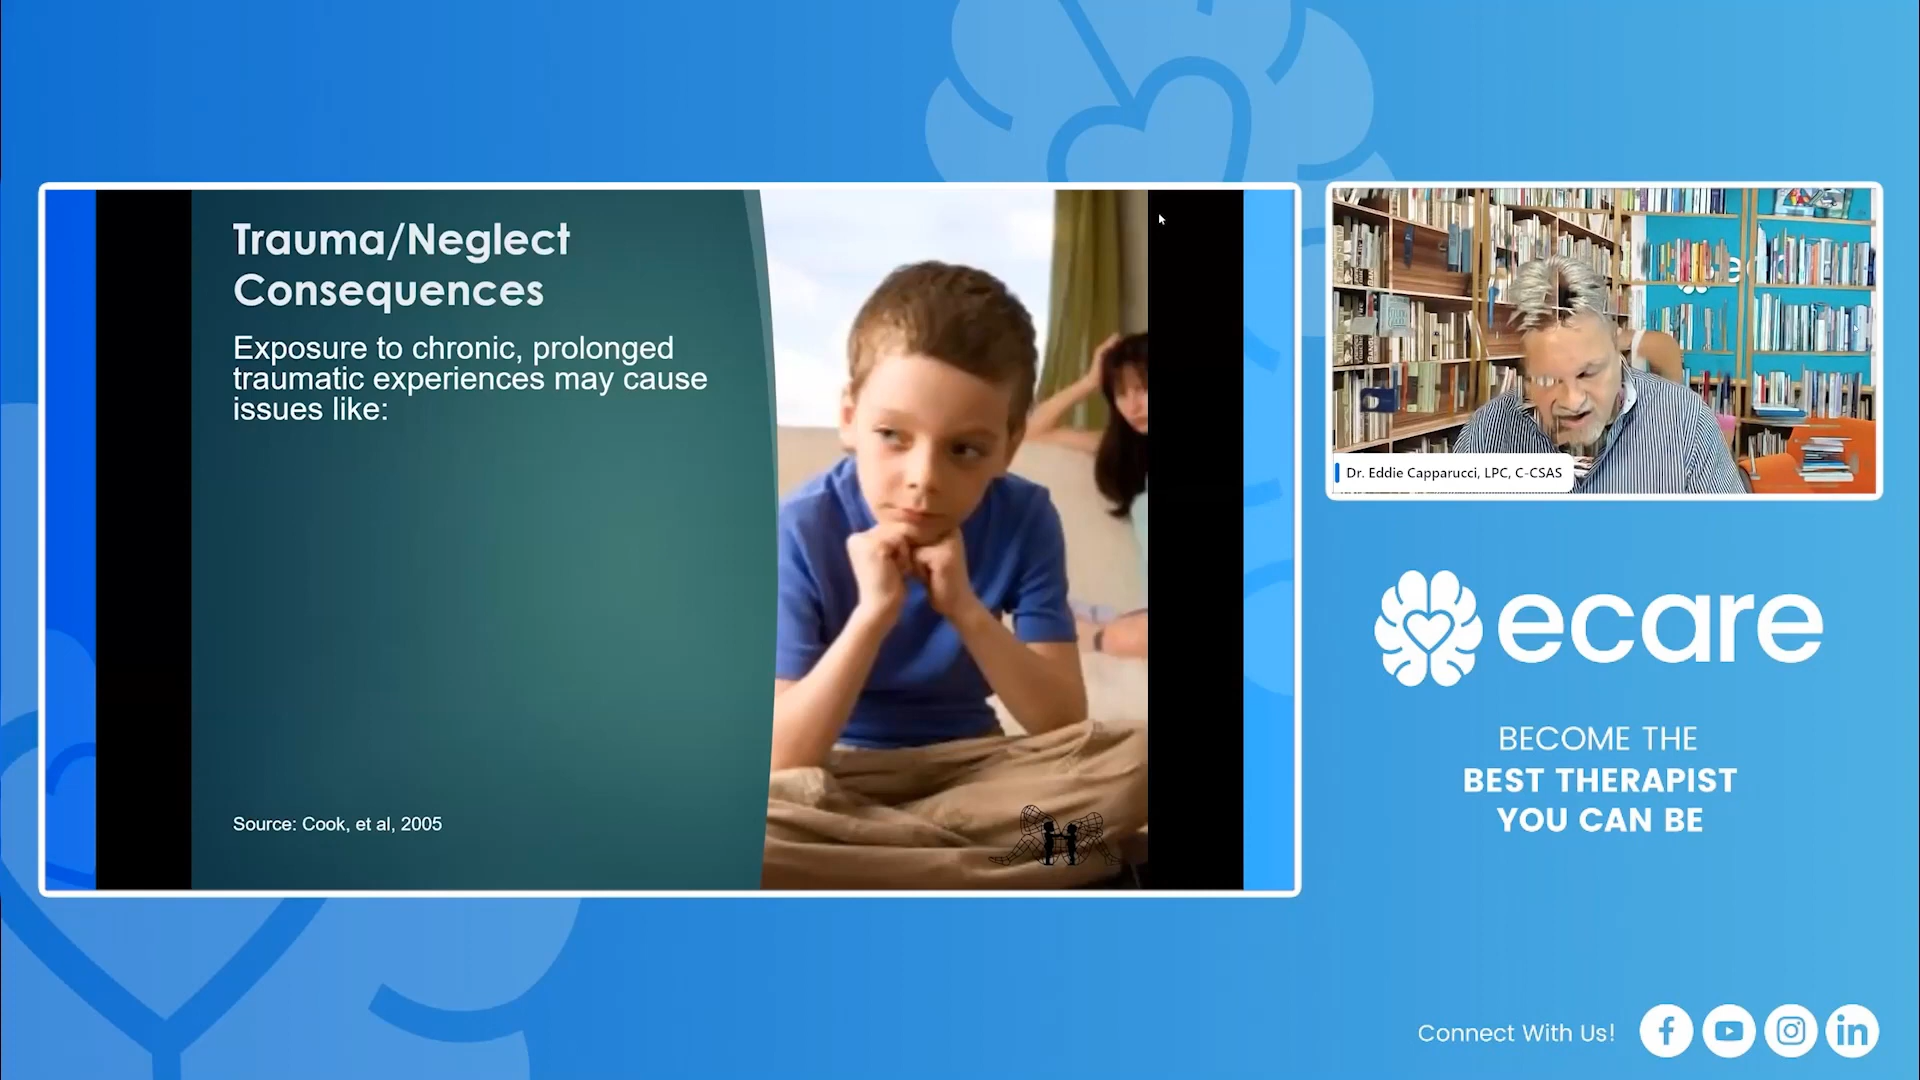 Trauma/Neglect
Consequences
Exposure to chronic, prolonged
traumatic experiences may cause
issues like:
Source: Cook, et al, 2005
Dr. Eddie Capparucci, LPC, C-CSAS
ecare
BECOME THE
BEST THERAPIST
YOU CAN BE
Connect With Us!